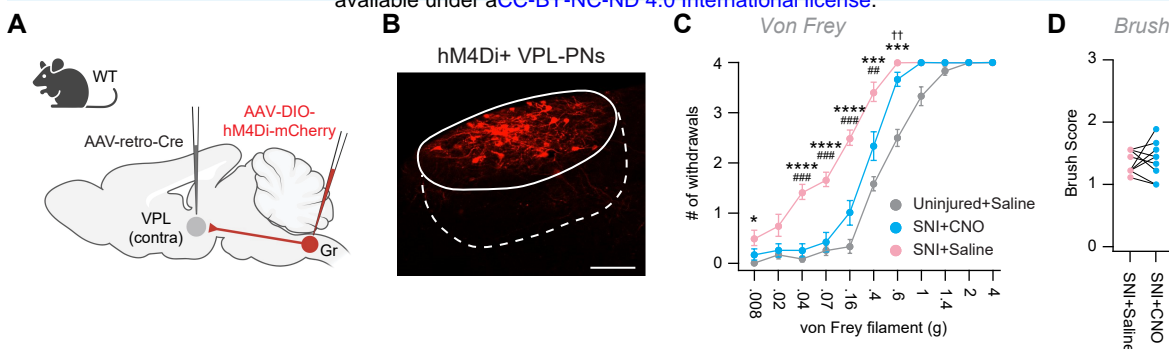 available under aCC-BY-NC-ND 4.0 International license.
A
WT
AAV-DIO-
hM4Di-mCherry
AAV-retro-Cre
VPL
(contra)
Gr
B
hM4Di+ VPL-PNs
C
Von Frey
# of withdrawals
4
3
2
1
0
*
****
###
****
###
****
###
***
##
††
***
Uninjured+Saline
SNI+CNO
SNI+Saline
.008
.02
.04
.07
.16
.4
.6
1
1.4
2
4
von Frey filament (g)
D
Brush
Brush Score
3
2
1
0
SNI+Saline
SNI+CNO